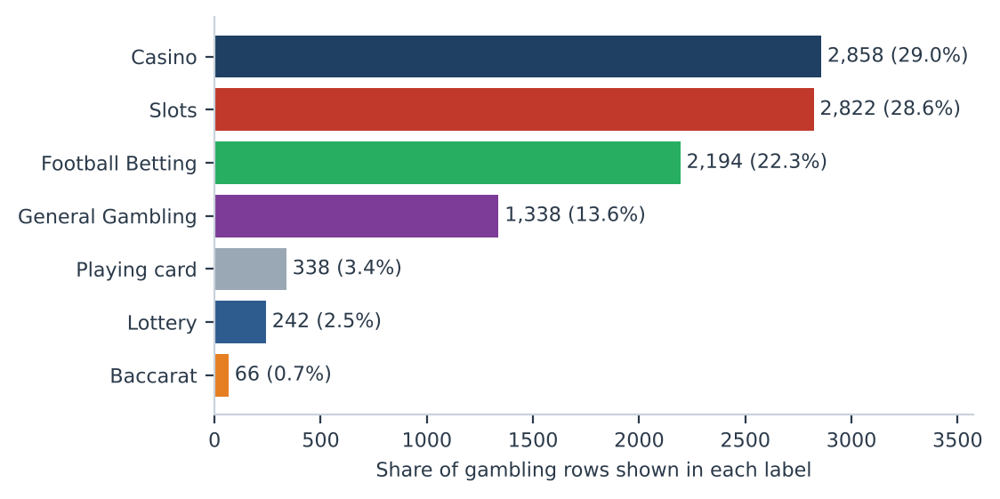 Casino 2,858 (29.0%)
Slots 2,822 (28.6%)
Football Betting 2,194 (22.3%)
General Gambling 1,338 (13.6%)
Playing card 338 (3.4%)
Lottery 242 (2.5%)
Baccarat 66 (0.7%)
0 500 1000 1500 2000 2500 3000 3500
Share of gambling rows shown in each label